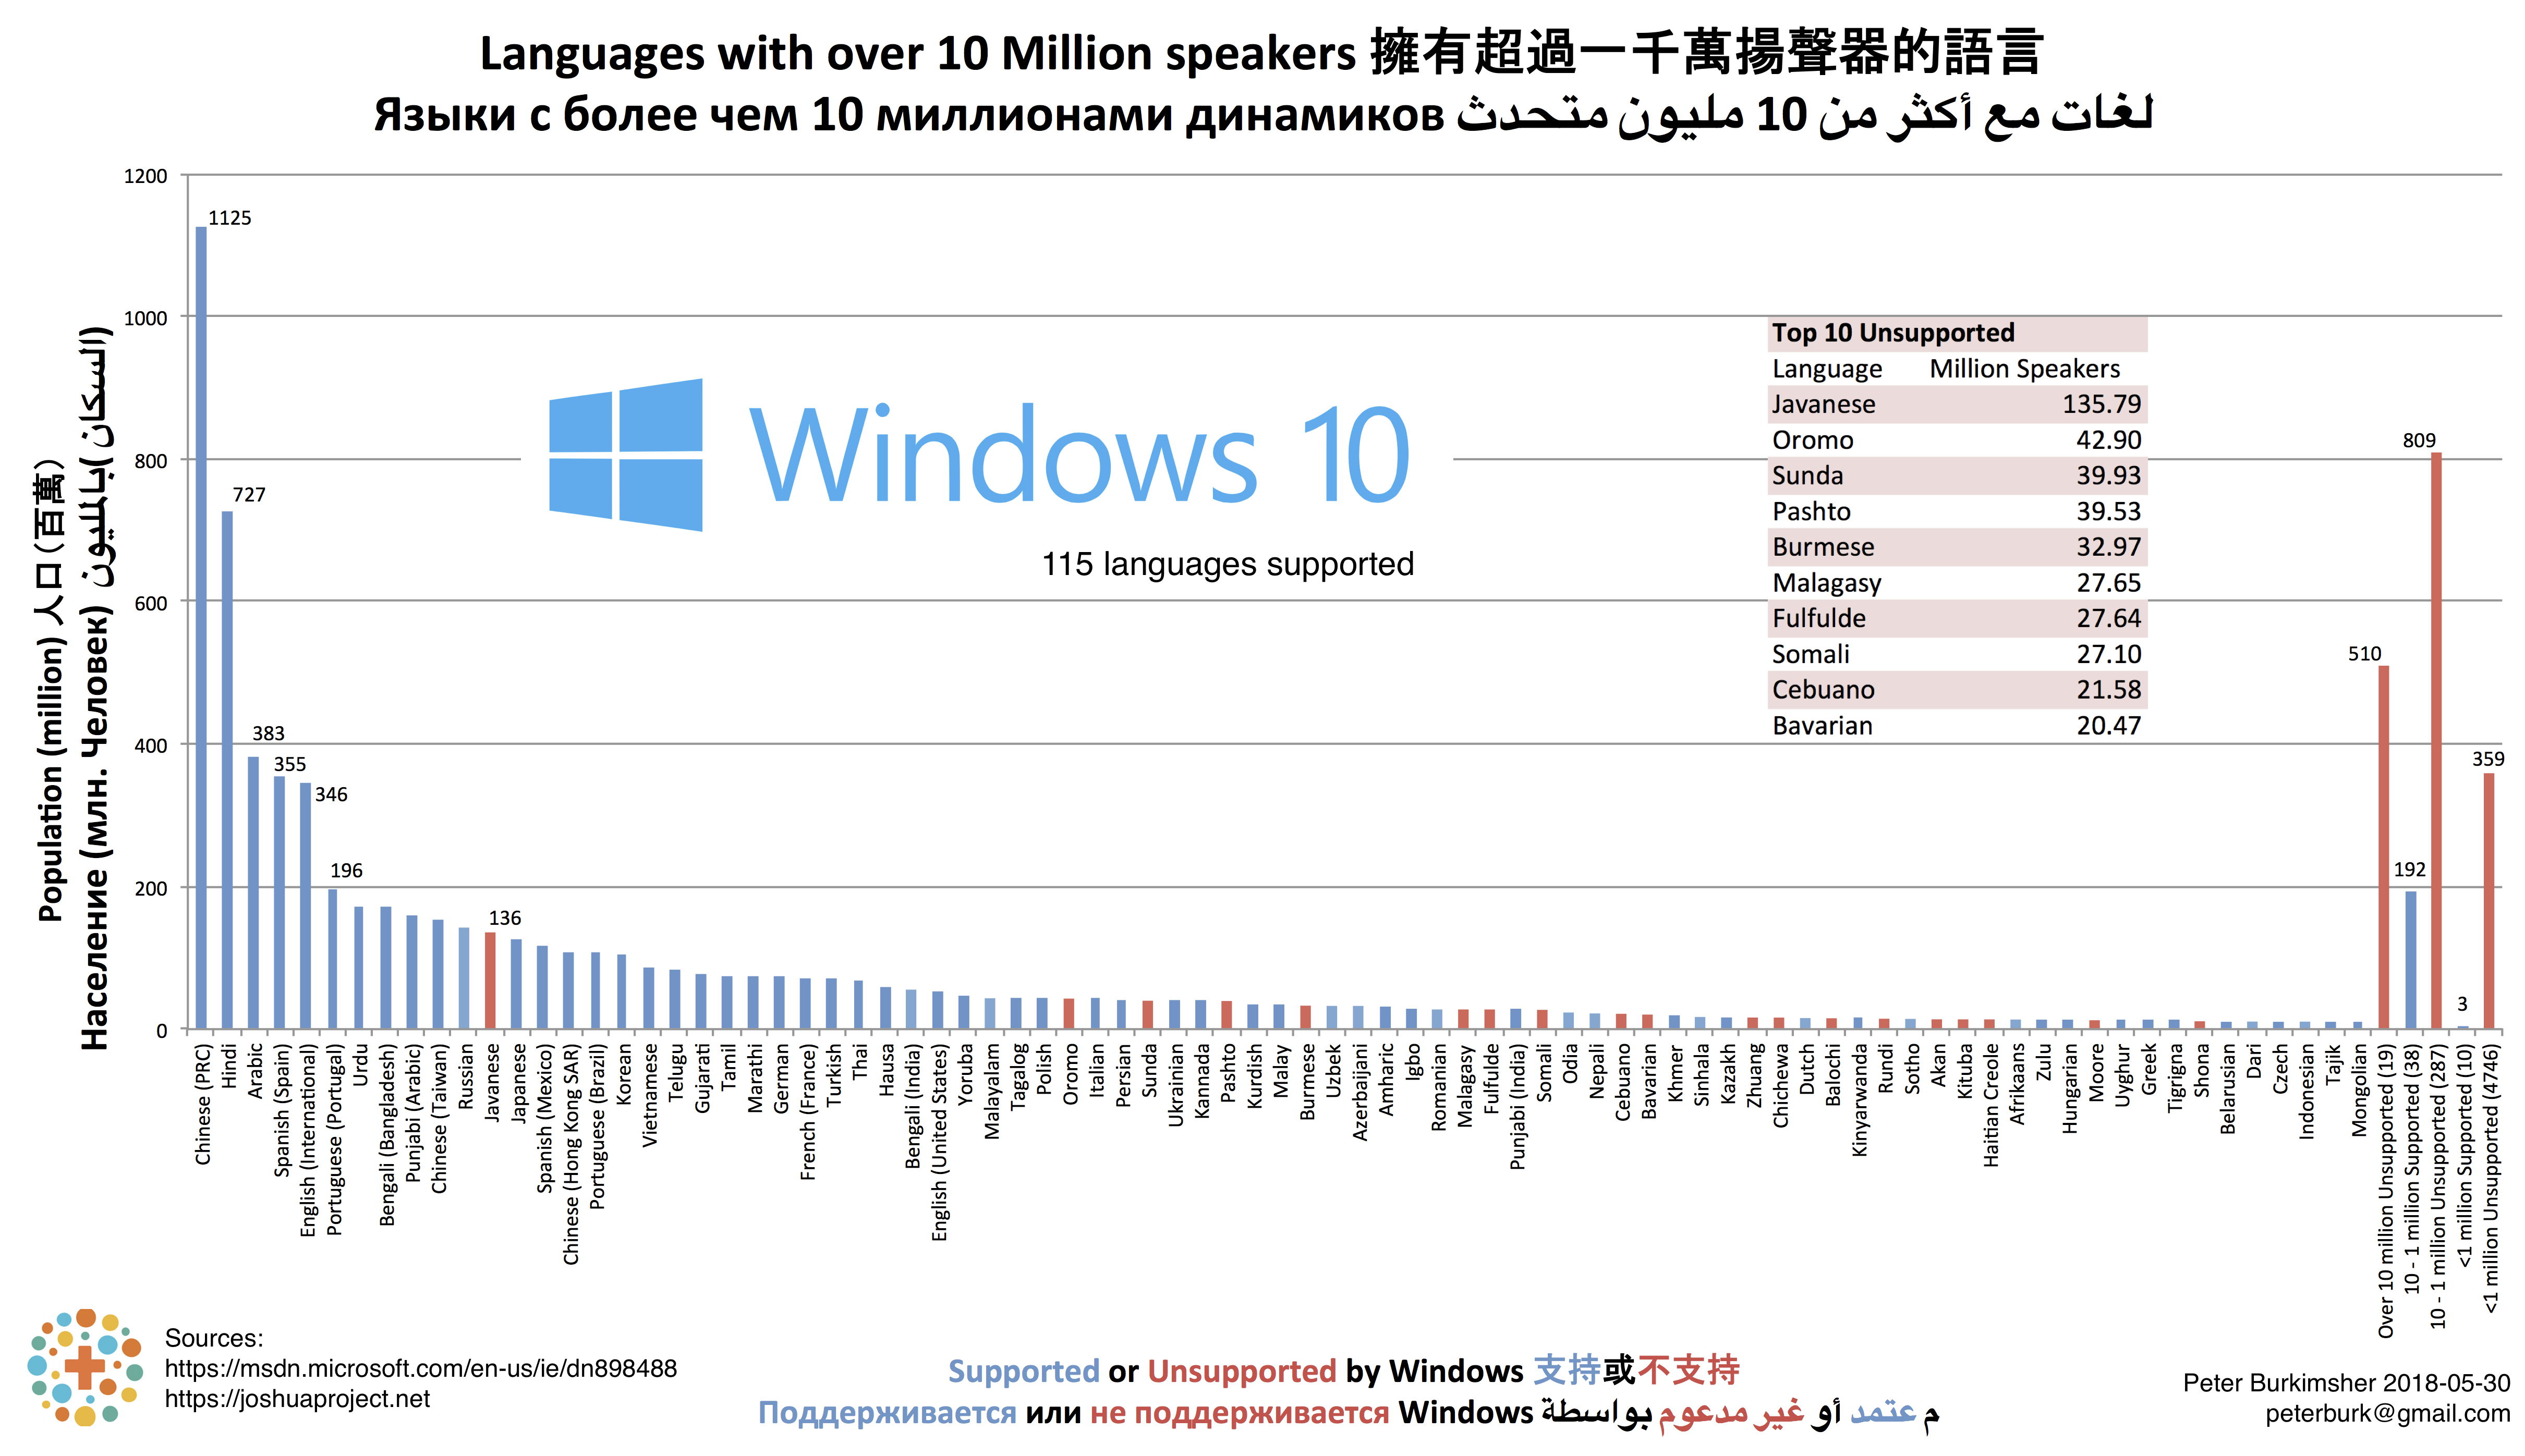 Languages with over 10 Million speakers 擁有超過一千萬揚聲器的語言
Языки с более чем 10 миллионами динамиков لغات مع أكثر من 10 مليون متحدث
Population (million) 人口（百萬）
Население (млн. Человек) السكان )بالمليون(
1200
1000
800
600
400
200
0
1125
727
383
355
346
196
136
510
192
809
3
359
Windows 10
115 languages supported
Top 10 Unsupported
Language Million Speakers
Javanese 135.79
Oromo 42.90
Sunda 39.93
Pashto 39.53
Burmese 32.97
Malagasy 27.65
Fulfulde 27.64
Somali 27.10
Cebuano 21.58
Bavarian 20.47
Chinese (PRC)
Hindi
Arabic
Spanish (Spain)
English (International)
Portuguese (Portugal)
Urdu
Bengali (Bangladesh)
Punjabi (Arabic)
Chinese (Taiwan)
Russian
Javanese
Japanese
Spanish (Mexico)
Chinese (Hong Kong SAR)
Portuguese (Brazil)
Korean
Vietnamese
Telugu
Gujarati
Tamil
Marathi
German
French (France)
Turkish
Thai
Hausa
Bengali (India)
English (United States)
Yoruba
Malayalam
Tagalog
Polish
Oromo
Italian
Persian
Sunda
Ukrainian
Kannada
Pashto
Kurdish
Malay
Burmese
Uzbek
Azerbaijani
Amharic
Igbo
Romanian
Malagasy
Fulfulde
Punjabi (India)
Somali
Odia
Nepali
Cebuano
Bavarian
Khmer
Sinhala
Kazakh
Zhuang
Chichewa
Dutch
Balochi
Kinyarwanda
Rundi
Sotho
Akan
Kituba
Haitian Creole
Afrikaans
Zulu
Hungarian
Moore
Uyghur
Greek
Tigrigna
Shona
Belarusian
Dari
Czech
Indonesian
Tajik
Mongolian
Over 10 million Unsupported (19)
10 - 1 million Supported (38)
10 - 1 million Unsupported (287)
<1 million Supported (10)
<1 million Unsupported (4746)
Sources:
https://msdn.microsoft.com/en-us/ie/dn898488
https://joshuaproject.net
Supported or Unsupported by Windows 支持或不支持
Поддерживается или не поддерживается Windows م عتمد أو غير مدعوم بواسطة
Peter Burkimsher 2018-05-30
peterburk@gmail.com